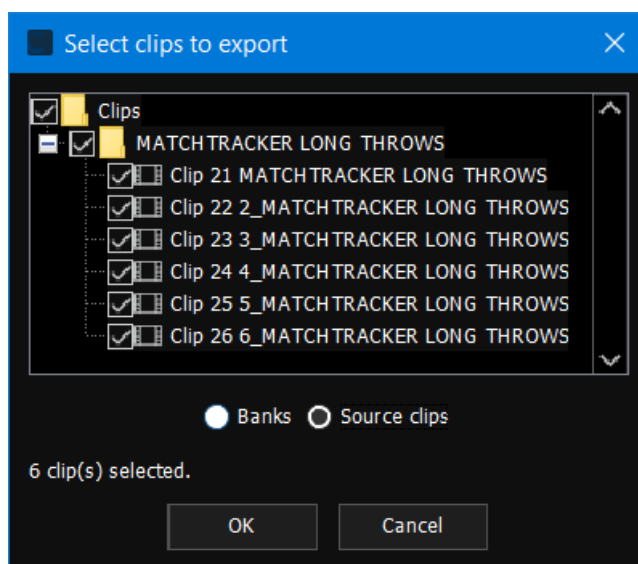 Select clips to export
Clips
MATCHTRACKER LONG THROWS
Clip 21 MATCHTRACKER LONG THROWS
Clip 22 2_MATCHTRACKER LONG THROWS
Clip 23 3_MATCHTRACKER LONG THROWS
Clip 24 4_MATCHTRACKER LONG THROWS
Clip 25 5_MATCHTRACKER LONG THROWS
Clip 26 6_MATCHTRACKER LONG THROWS
Banks Source clips
6 clip(s) selected.
OK Cancel